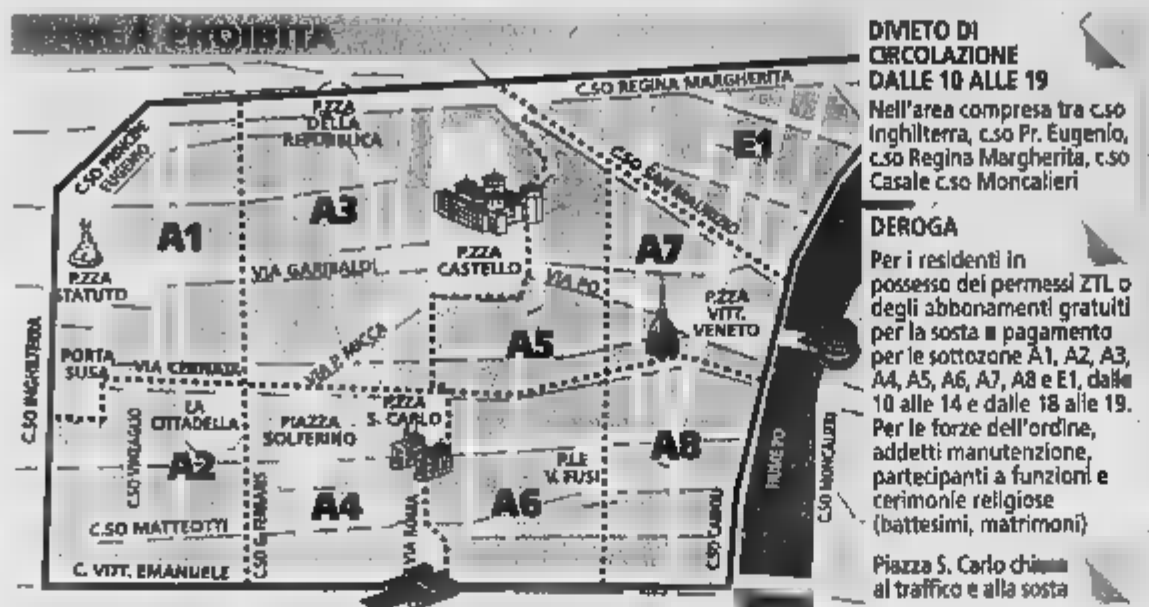 AREA PROIBITA
C.SO REGINA MARGHERITA
P.ZZA
DELLA
REPUBBLICA
C.SO PRINCIPE
EUGENIO
E1
C.SO SAN MAURIZIO
A3
A1
A7
P.ZZA
STATUTO
VIA GARIBALDI
P.ZZA
CASTELLO
VIA PO
P.ZZA
VITT.
VENETO
C.SO INGHILTERRA
PORTA
SUSA
VIA CERNAIA
VIA P. MICCA
A5
C.SO VINZAGLIO
LA
CITTADELLA
PIAZZA
SOLFERINO
P.ZZA
S. CARLO
A2
C.SO G. FERRARIS
A4
VIA ROMA
A6
P.LE
V. FUSI
A8
FIUME PO
C.SO MONCALIERI
C.SO CAIROLI
C.SO MATTEOTTI
C. VITT. EMANUELE
DIVIETO DI
CIRCOLAZIONE
DALLE 10 ALLE 19
Nell'area compresa tra c.so
Inghilterra, c.so Pr. Eugenio,
c.so Regina Margherita, c.so
Casale c.so Moncalieri
DEROGA
Per i residenti in
possesso dei permessi ZTL o
degli abbonamenti gratuiti
per la sosta a pagamento
per le sottozone A1, A2, A3,
A4, A5, A6, A7, A8 e E1, dalle
10 alle 14 e dalle 18 alle 19.
Per le forze dell'ordine,
addetti manutenzione,
partecipanti a funzioni e
cerimonie religiose
(battesimi, matrimoni)
Piazza S. Carlo chiusa
al traffico e alla sosta